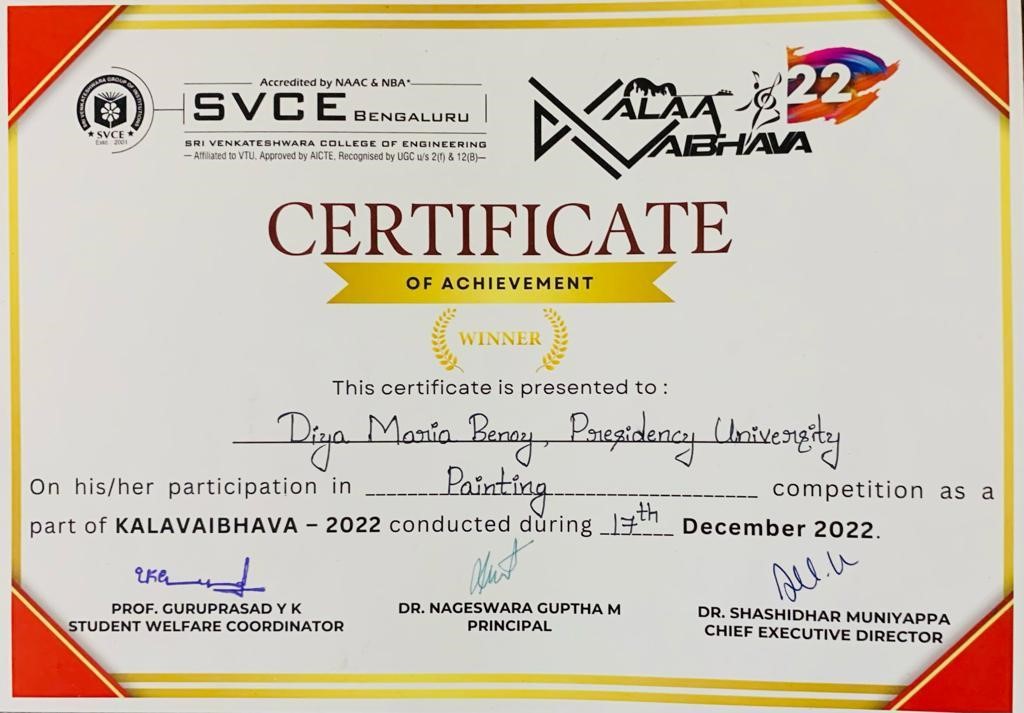 Accredited by NAAC & NBA*
SVCE BENGALURU
SRI VENKATESHWARA COLLEGE OF ENGINEERING
Affiliated to VTU, Approved by AICTE, Recognised by UGC u/s 2(f) & 12(B)
SRI VENKATESHWARA GROUP OF INSTITUTIONS
SVCE
Estd. 2001
KALAA
VAIBHAVA
22
CERTIFICATE
OF ACHIEVEMENT
WINNER
This certificate is presented to :
Diya Maria Benoy, Presidency University
On his/her participation in Painting competition as a
part of KALAVAIBHAVA – 2022 conducted during 17th December 2022.
PROF. GURUPRASAD Y K
STUDENT WELFARE COORDINATOR
DR. NAGESWARA GUPTHA M
PRINCIPAL
DR. SHASHIDHAR MUNIYAPPA
CHIEF EXECUTIVE DIRECTOR